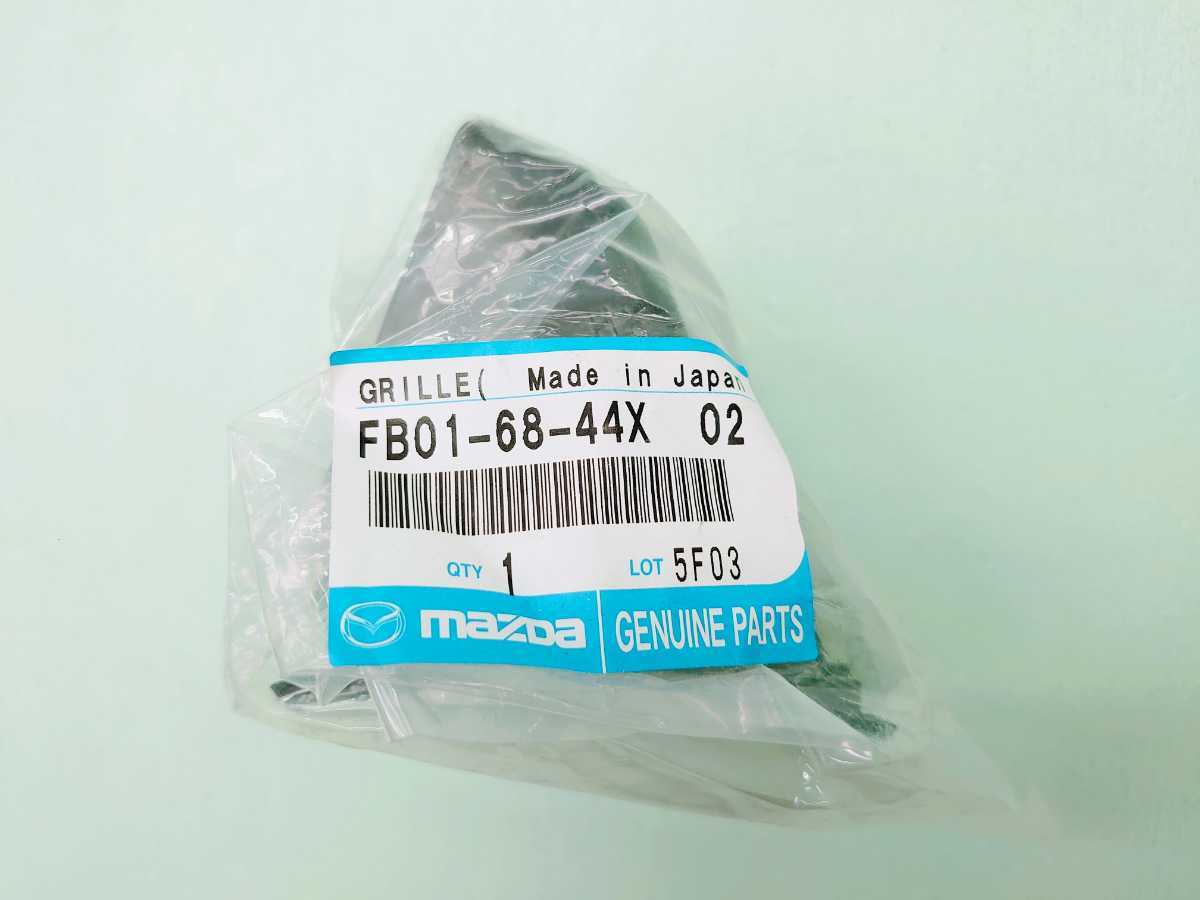 GRILLE( Made in Japan
FB01-68-44X 02
QTY 1 LOT 5F03
mazda GENUINE PARTS